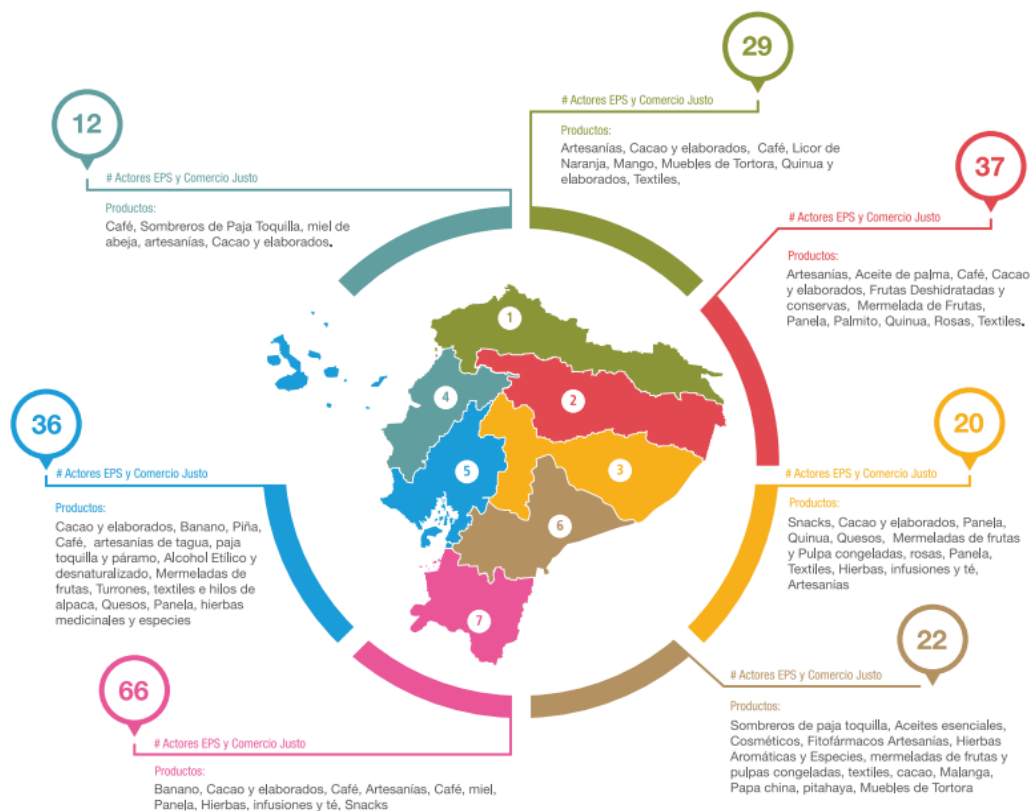 29
# Actores EPS y Comercio Justo
Productos:
Artesanías, Cacao y elaborados, Café, Licor de
Naranja, Mango, Muebles de Tortora, Quinua y
elaborados, Textiles,
12
# Actores EPS y Comercio Justo
Productos:
Café, Sombreros de Paja Toquilla, miel de
abeja, artesanías, Cacao y elaborados.
37
# Actores EPS y Comercio Justo
Productos:
Artesanías, Aceite de palma, Café, Cacao
y elaborados, Frutas Deshidratadas y
conservas, Mermelada de Frutas,
Panela, Palmito, Quinua, Rosas, Textiles.
1
2
3
4
5
6
7
36
# Actores EPS y Comercio Justo
Productos:
Cacao y elaborados, Banano, Piña,
Café, artesanías de tagua, paja
toquilla y páramo, Alcohol Etílico y
desnaturalizado, Mermeladas de
frutas, Turrones, textiles e hilos de
alpaca, Quesos, Panela, hierbas
medicinales y especies
20
# Actores EPS y Comercio Justo
Productos:
Snacks, Cacao y elaborados, Panela,
Quinua, Quesos, Mermeladas de frutas
y Pulpa congeladas, rosas, Panela,
Textiles, Hierbas, infusiones y té,
Artesanías
22
# Actores EPS y Comercio Justo
Productos:
Sombreros de paja toquilla, Aceites esenciales,
Cosméticos, Fitofármacos Artesanías, Hierbas
Aromáticas y Especies, mermeladas de frutas y
pulpas congeladas, textiles, cacao, Malanga,
Papa china, pitahaya, Muebles de Tortora
66
# Actores EPS y Comercio Justo
Productos:
Banano, Cacao y elaborados, Café, Artesanías, Café, miel,
Panela, Hierbas, infusiones y té, Snacks